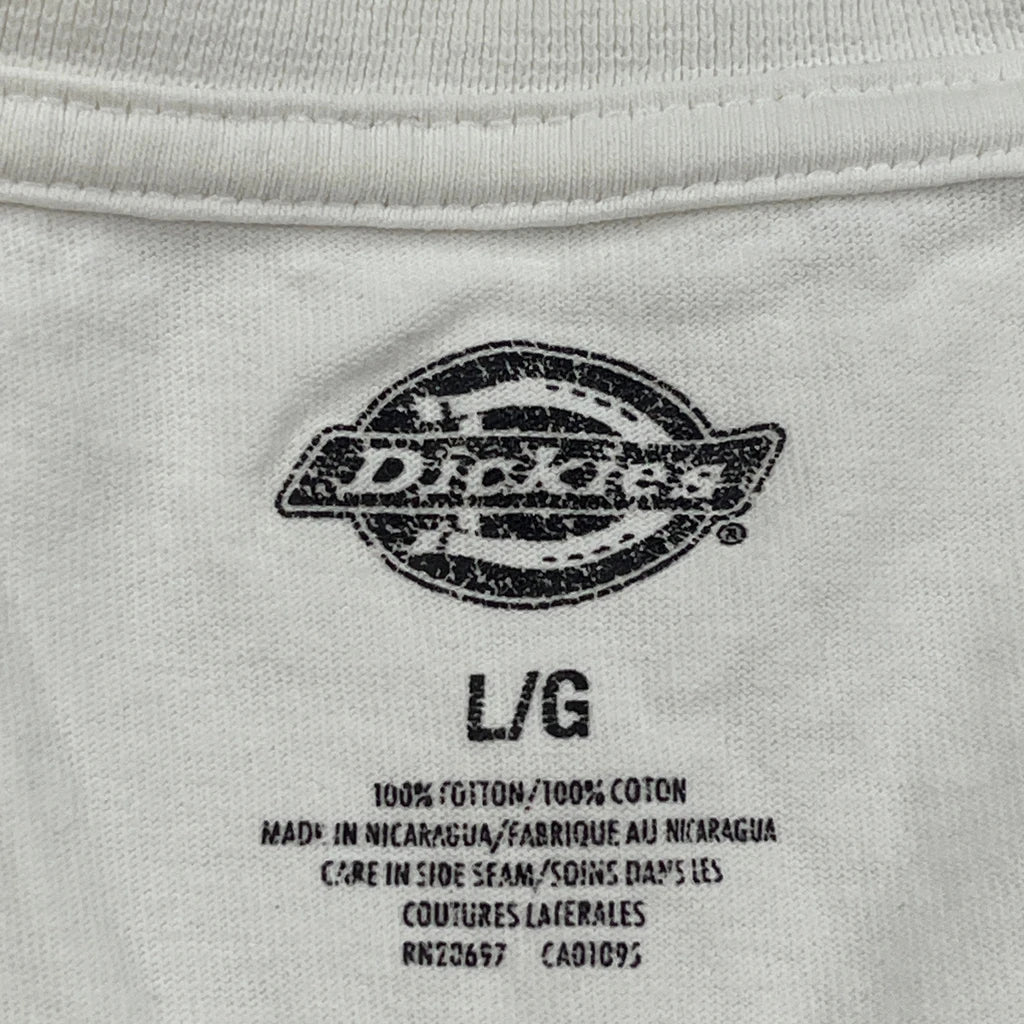 Dickies
®
L/G
100% COTTON/100% COTON
MADE IN NICARAGUA/FABRIQUE AU NICARAGUA
CARE IN SIDE SEAM/SOINS DANS LES
COUTURES LATERALES
RN20697 CA01095